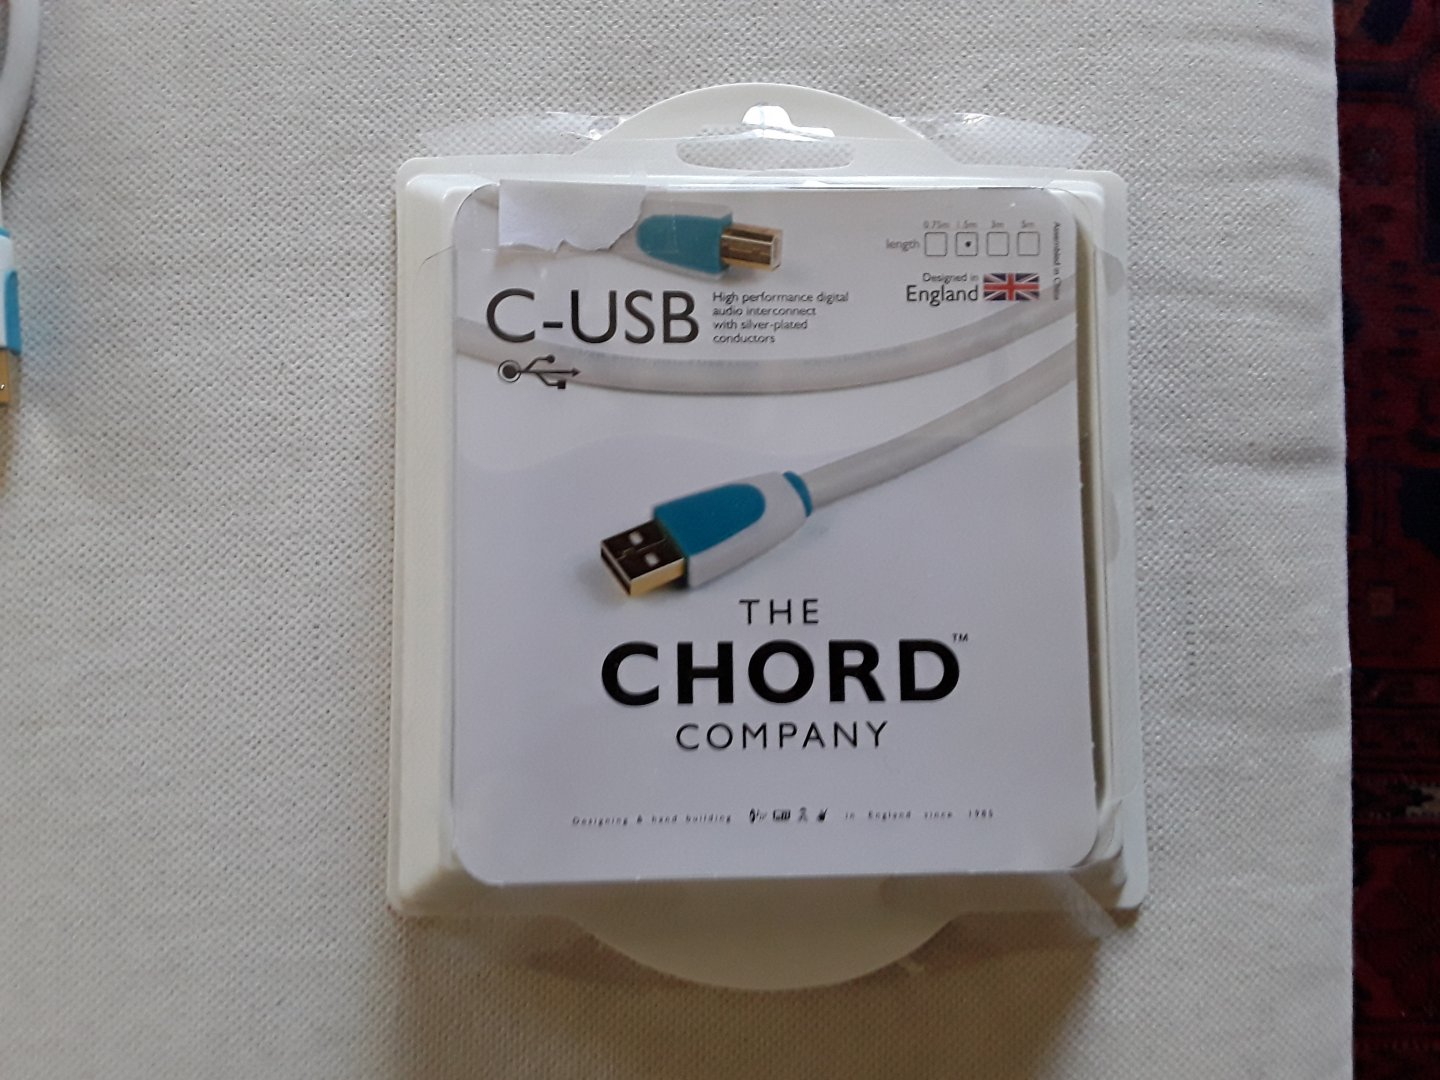 length 0.75m 1.5m 3m 5m
Assembled in China
Designed in
England
C-USB
High performance digital
audio interconnect
with silver-plated
conductors
THE
CHORD™
COMPANY
Designing & hand building in England since 1985